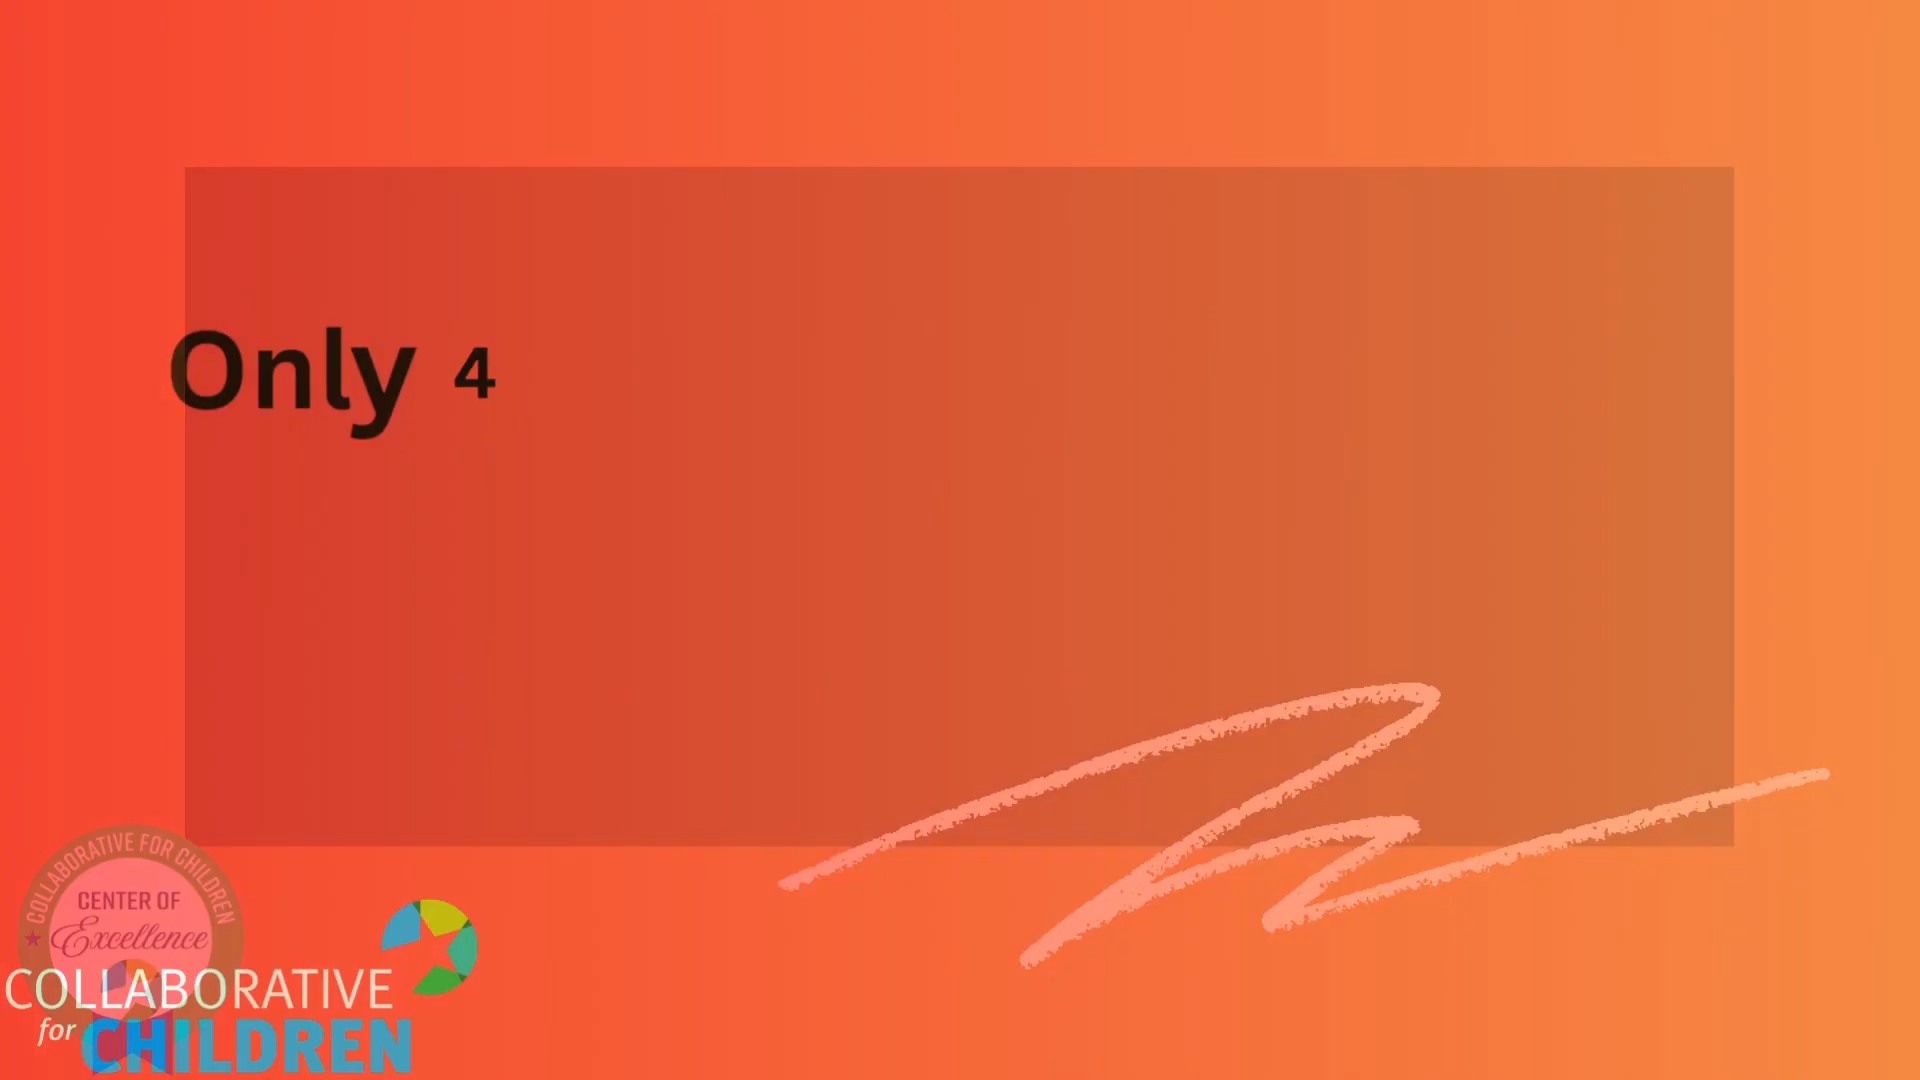 Only 4
COLLABORATIVE FOR CHILDREN
CENTER OF
Excellence
COLLABORATIVE
for CHILDREN